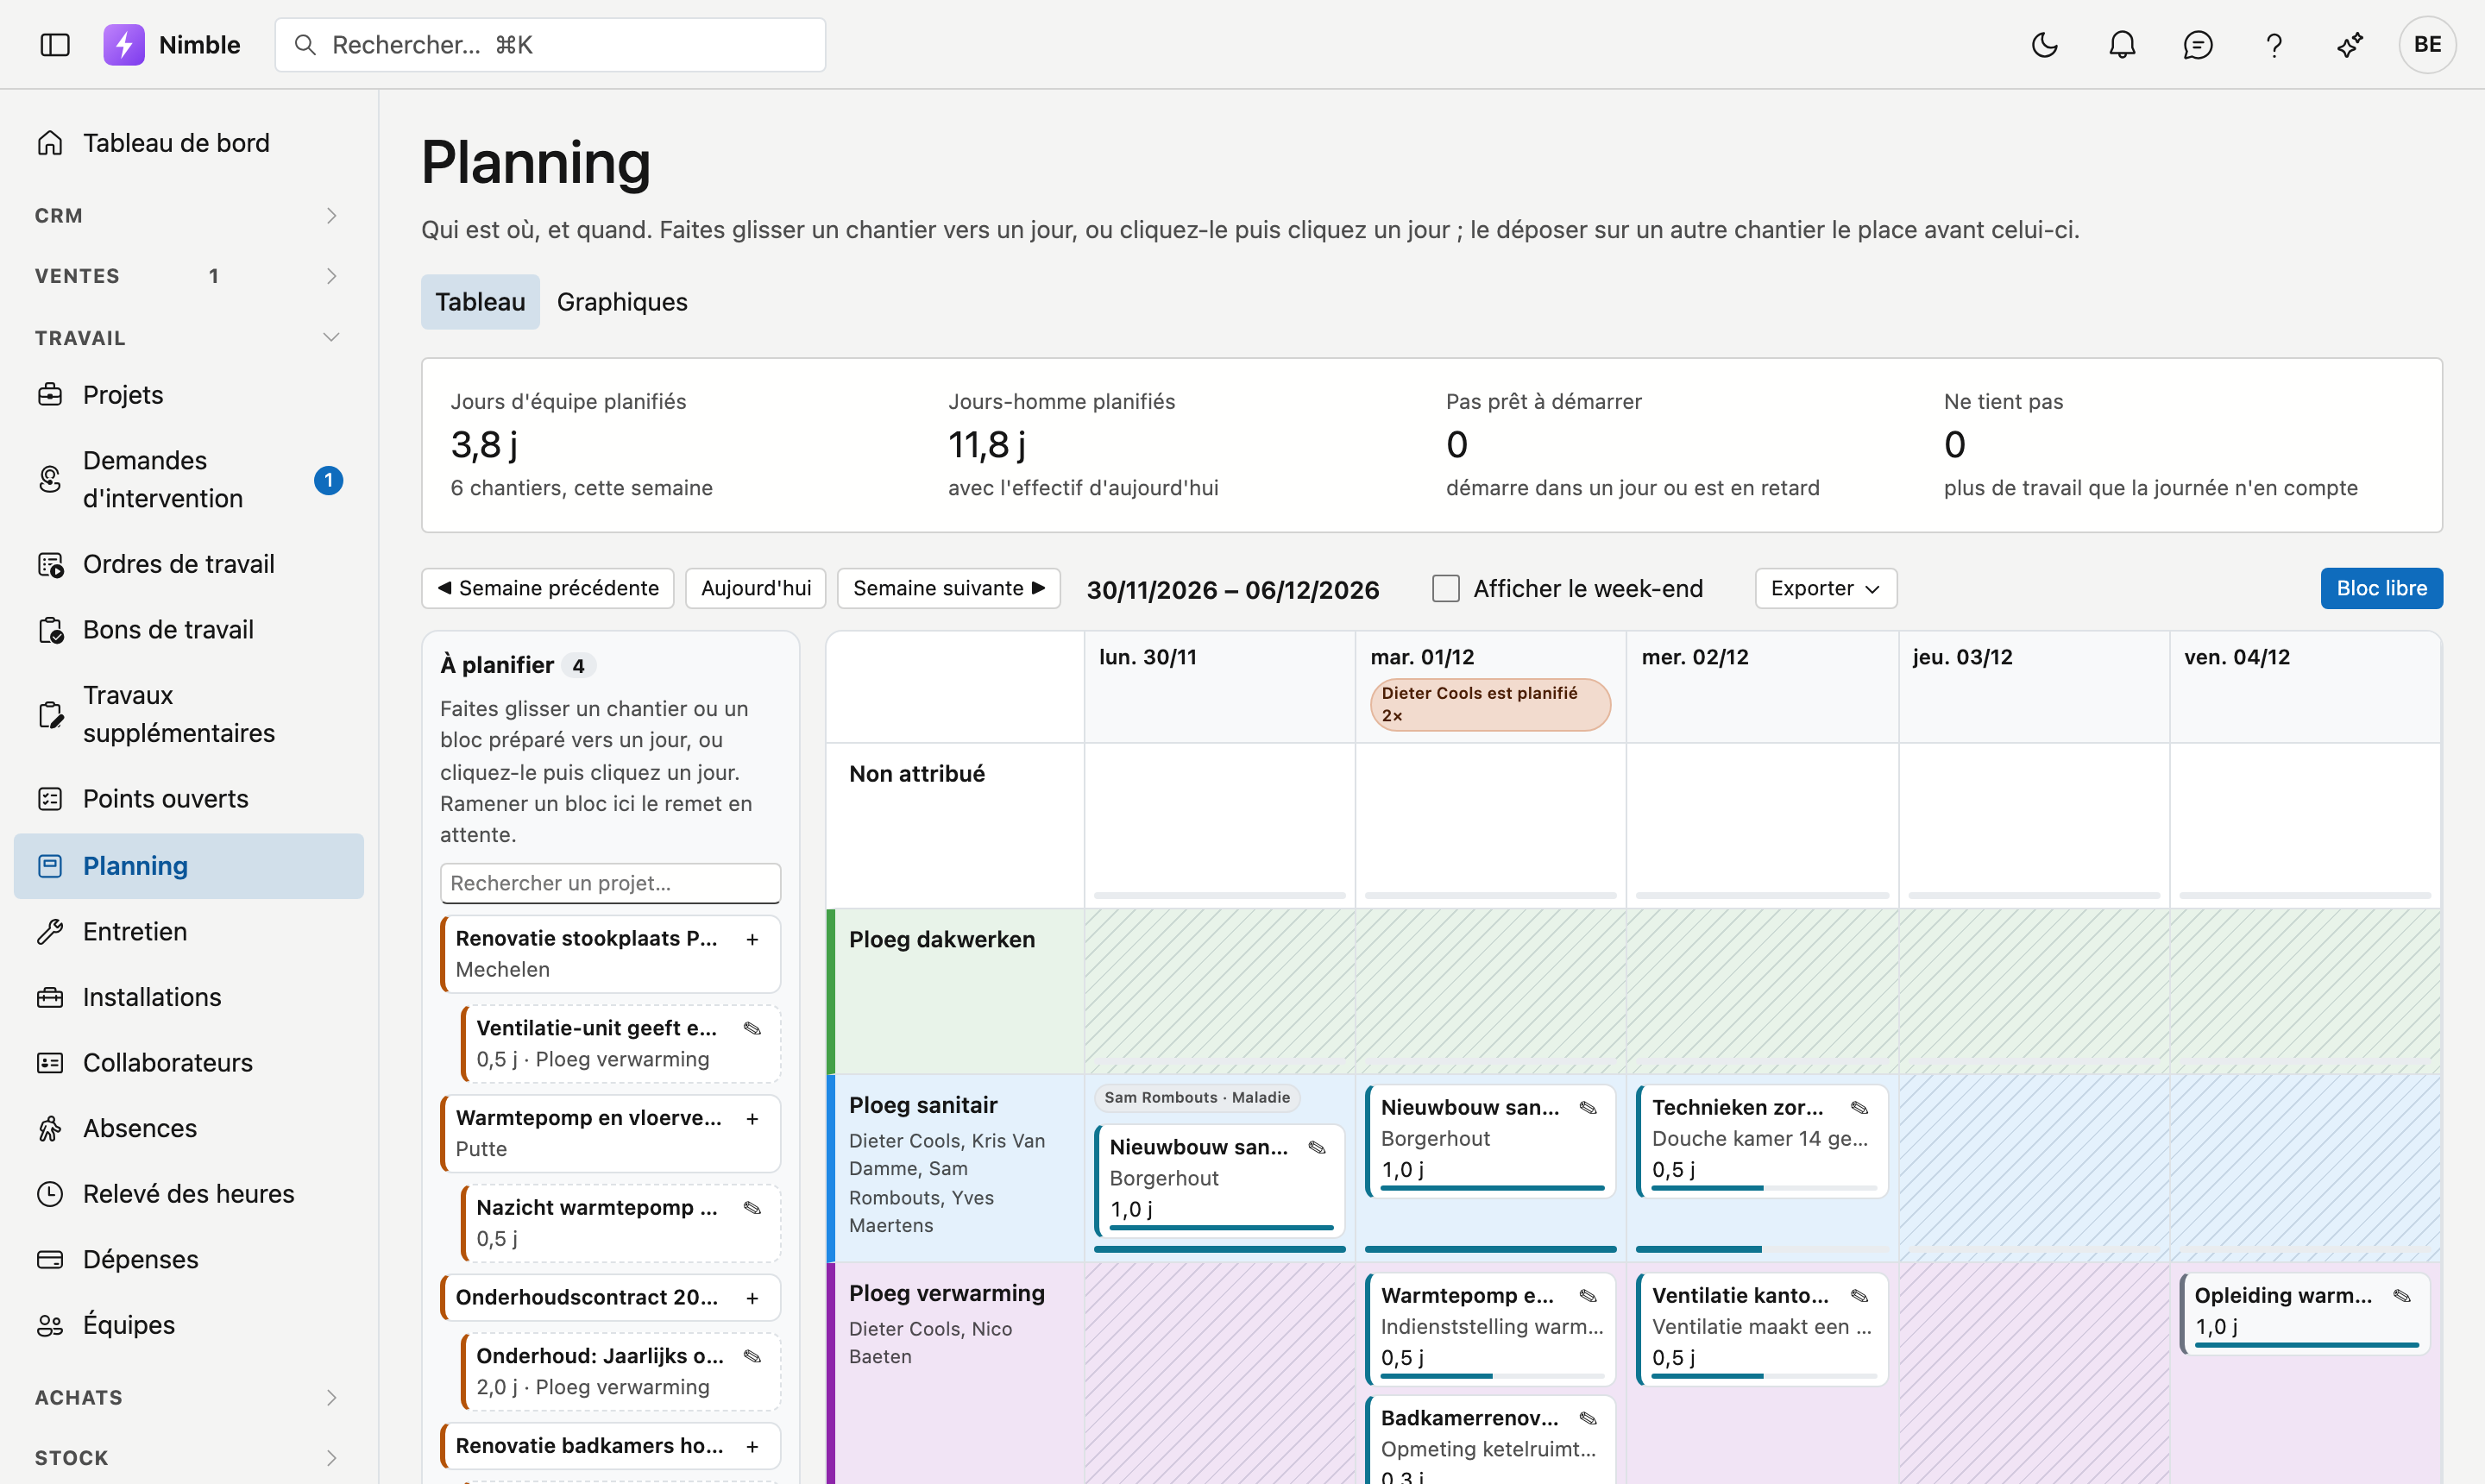 Nimble
Rechercher... ⌘K
BE
Tableau de bord
CRM
VENTES 1
TRAVAIL
Projets
Demandes
d'intervention
1
Ordres de travail
Bons de travail
Travaux
supplémentaires
Points ouverts
Planning
Entretien
Installations
Collaborateurs
Absences
Relevé des heures
Dépenses
Équipes
ACHATS
STOCK
Planning
Qui est où, et quand. Faites glisser un chantier vers un jour, ou cliquez-le puis cliquez un jour ; le déposer sur un autre chantier le place avant celui-ci.
Tableau Graphiques
Jours d'équipe planifiés
3,8 j
6 chantiers, cette semaine
Jours-homme planifiés
11,8 j
avec l'effectif d'aujourd'hui
Pas prêt à démarrer
0
démarre dans un jour ou est en retard
Ne tient pas
0
plus de travail que la journée n'en compte
◀ Semaine précédente Aujourd'hui Semaine suivante ▶ 30/11/2026 – 06/12/2026 Afficher le week-end Exporter Bloc libre
À planifier 4
Faites glisser un chantier ou un
bloc préparé vers un jour, ou
cliquez-le puis cliquez un jour.
Ramener un bloc ici le remet en
attente.
Rechercher un projet...
Renovatie stookplaats P... +
Mechelen
Ventilatie-unit geeft e...
0,5 j · Ploeg verwarming
Warmtepomp en vloerve... +
Putte
Nazicht warmtepomp ...
0,5 j
Onderhoudscontract 20... +
Onderhoud: Jaarlijks o...
2,0 j · Ploeg verwarming
Renovatie badkamers ho... +
lun. 30/11
mar. 01/12
Dieter Cools est planifié
2×
mer. 02/12
jeu. 03/12
ven. 04/12
Non attribué
Ploeg dakwerken
Ploeg sanitair
Dieter Cools, Kris Van
Damme, Sam
Rombouts, Yves
Maertens
Sam Rombouts · Maladie
Nieuwbouw san...
Borgerhout
1,0 j
Nieuwbouw san...
Borgerhout
1,0 j
Technieken zor...
Douche kamer 14 ge...
0,5 j
Ploeg verwarming
Dieter Cools, Nico
Baeten
Warmtepomp e...
Indienststelling warm...
0,5 j
Badkamerrenov...
Opmeting ketelruimt...
0,3 j
Ventilatie kanto...
Ventilatie maakt een ...
0,5 j
Opleiding warm...
1,0 j